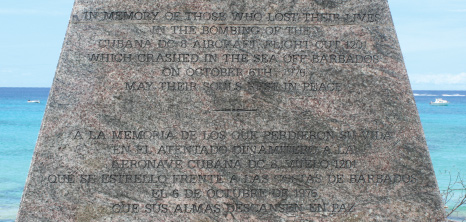 IN MEMORY OF THOSE WHO LOST THEIR LIVES
IN THE BOMBING OF THE
CUBANA DC-8 AIRCRAFT, FLIGHT CUT 1201
WHICH CRASHED IN THE SEA OFF BARBADOS
ON OCTOBER 6TH, 1976
MAY THEIR SOULS REST IN PEACE
A LA MEMORIA DE LOS QUE PERDIERON SU VIDA
EN EL ATENTADO DINAMITERO A LA
AERONAVE CUBANA DC-8, VUELO 1201
QUE SE ESTRELLO FRENTE A LAS COSTAS DE BARBADOS
EL 6 DE OCTUBRE DE 1976
QUE SUS ALMAS DESCANSEN EN PAZ